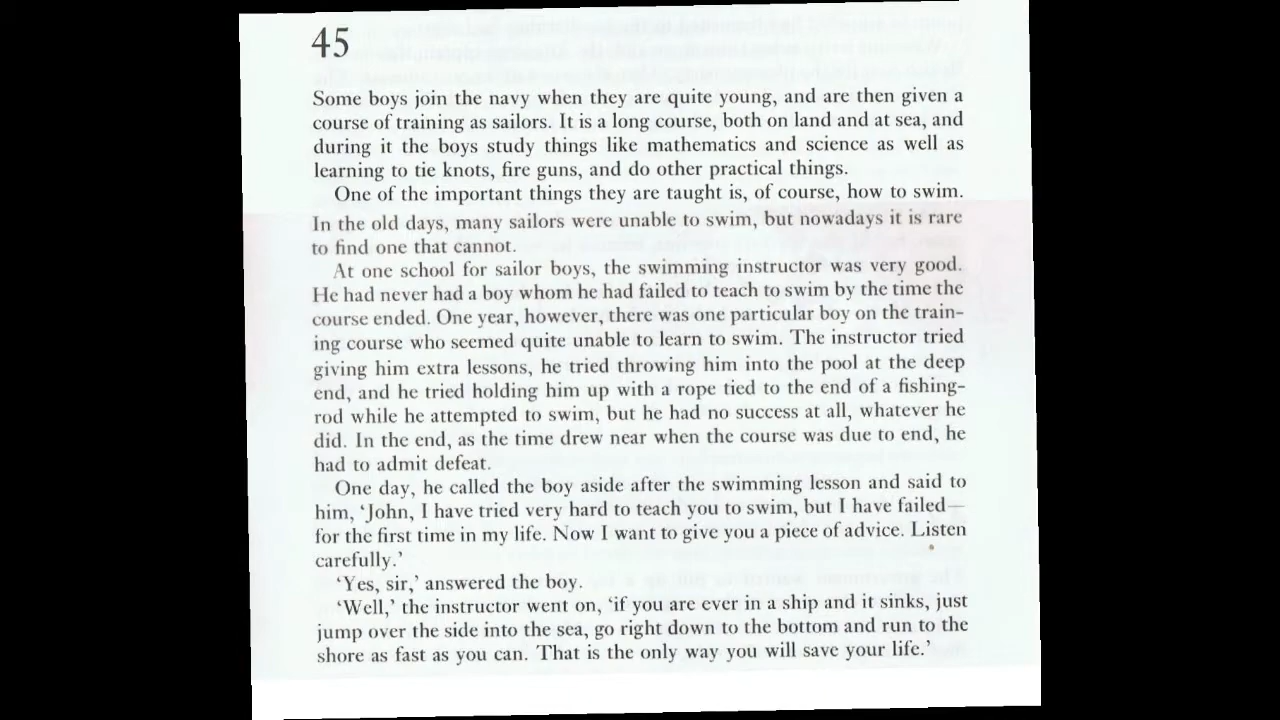 45
Some boys join the navy when they are quite young, and are then given a
course of training as sailors. It is a long course, both on land and at sea, and
during it the boys study things like mathematics and science as well as
learning to tie knots, fire guns, and do other practical things.
One of the important things they are taught is, of course, how to swim.
In the old days, many sailors were unable to swim, but nowadays it is rare
to find one that cannot.
At one school for sailor boys, the swimming instructor was very good.
He had never had a boy whom he had failed to teach to swim by the time the
course ended. One year, however, there was one particular boy on the train-
ing course who seemed quite unable to learn to swim. The instructor tried
giving him extra lessons, he tried throwing him into the pool at the deep
end, and he tried holding him up with a rope tied to the end of a fishing-
rod while he attempted to swim, but he had no success at all, whatever he
did. In the end, as the time drew near when the course was due to end, he
had to admit defeat.
One day, he called the boy aside after the swimming lesson and said to
him, ‘John, I have tried very hard to teach you to swim, but I have failed—
for the first time in my life. Now I want to give you a piece of advice. Listen
carefully.’
‘Yes, sir,’ answered the boy.
‘Well,’ the instructor went on, ‘if you are ever in a ship and it sinks, just
jump over the side into the sea, go right down to the bottom and run to the
shore as fast as you can. That is the only way you will save your life.’